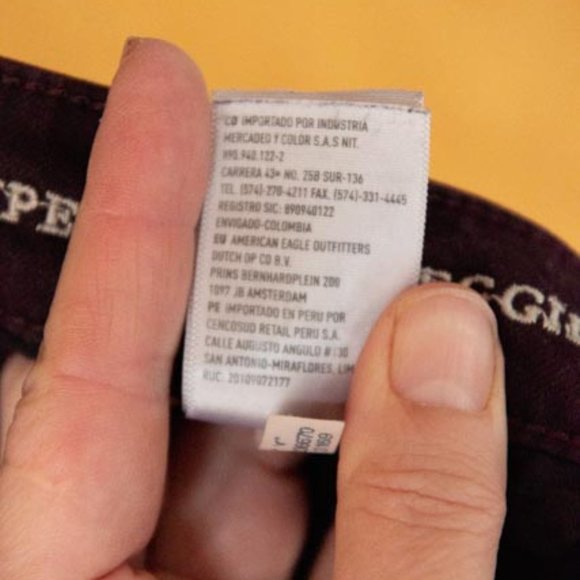 CO IMPORTADO POR INDUSTRIA
MERCADEO Y COLOR S.A.S NIT.
890.940.122-2
CARRERA 43ª NO. 25B SUR-136
TEL. (574)-270-4211 FAX. (574)-331-4445
REGISTRO SIC: 890940122
ENVIGADO-COLOMBIA
EU AMERICAN EAGLE OUTFITTERS
DUTCH OP CO B.V.
PRINS BERNHARDPLEIN 200
1097 JB AMSTERDAM
PE IMPORTADO EN PERU POR
CENCOSUD RETAIL PERU S.A.
CALLE AUGUSTO ANGULO #130
SAN ANTONIO-MIRAFLORES, LIM
RUC: 20109072177